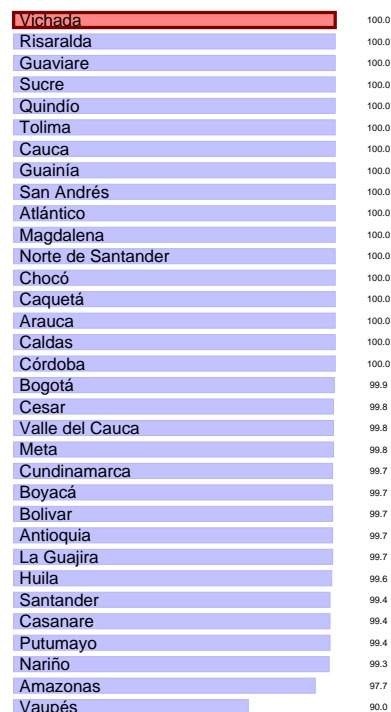 Vichada 100.0
Risaralda 100.0
Guaviare 100.0
Sucre 100.0
Quindío 100.0
Tolima 100.0
Cauca 100.0
Guainía 100.0
San Andrés 100.0
Atlántico 100.0
Magdalena 100.0
Norte de Santander 100.0
Chocó 100.0
Caquetá 100.0
Arauca 100.0
Caldas 100.0
Córdoba 100.0
Bogotá 99.9
Cesar 99.8
Valle del Cauca 99.8
Meta 99.8
Cundinamarca 99.7
Boyacá 99.7
Bolivar 99.7
Antioquia 99.7
La Guajira 99.7
Huila 99.6
Santander 99.4
Casanare 99.4
Putumayo 99.4
Nariño 99.3
Amazonas 97.7
Vaupés 90.0